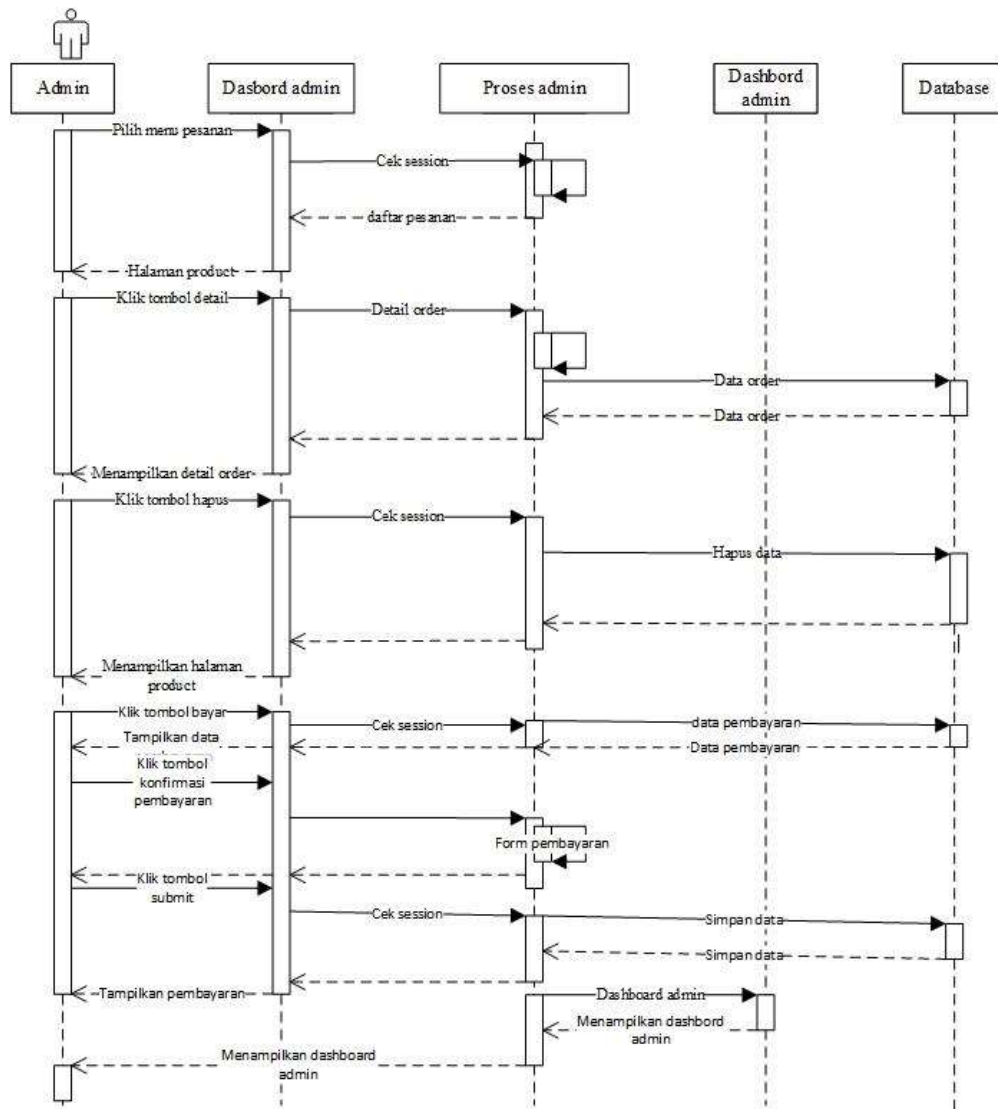 Admin
Dasbord admin
Proses admin
Dashbord
admin
Database
Pilih menu pesanan
Cek session
daftar pesanan
Halaman product
Klik tombol detail
Detail order
Data order
Data order
Menampilkan detail order
Klik tombol hapus
Cek session
Hapus data
Menampilkan halaman
product
Klik tombol bayar
Cek session
data pembayaran
Tampilkan data
Data pembayaran
Klik tombol
konfirmasi
pembayaran
Form pembayaran
Klik tombol
submit
Cek session
Simpan data
Simpan data
Tampilkan pembayaran
Dashboard admin
Menampilkan dashbord
admin
Menampilkan dashboard
admin